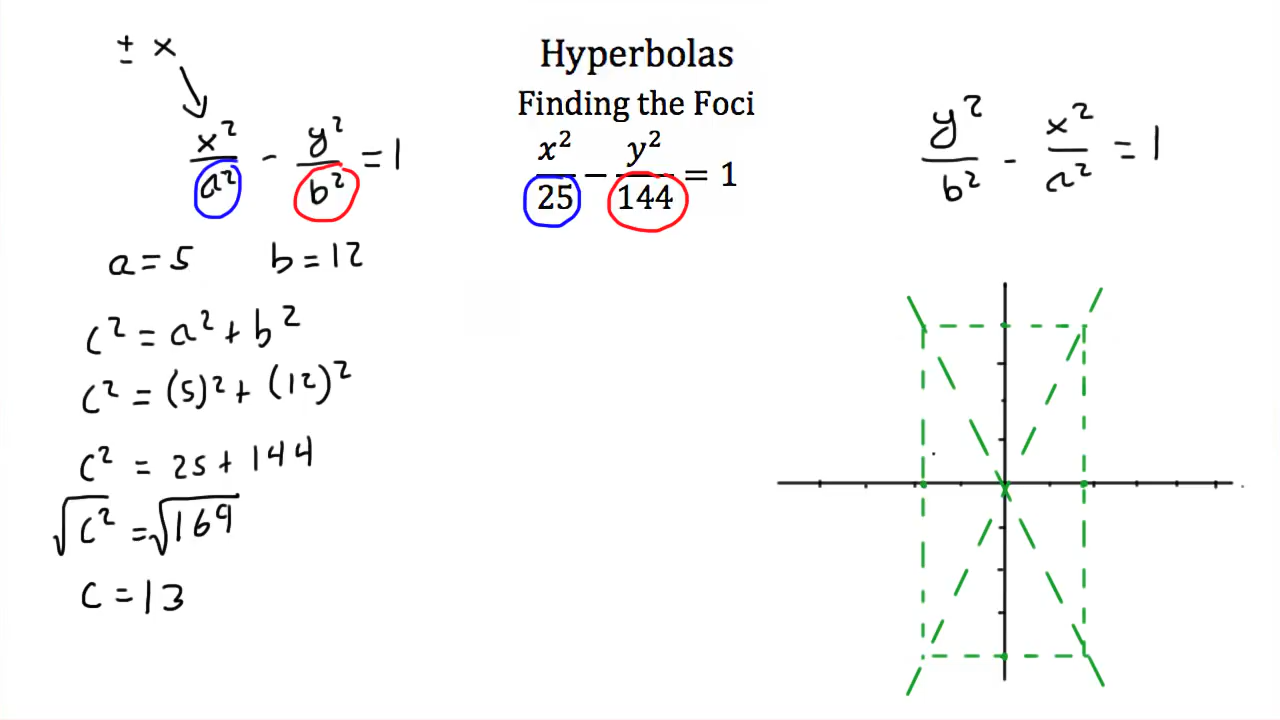 ± x
x²/a² - y²/b² = 1
a = 5 b = 12
c² = a² + b²
c² = (5)² + (12)²
c² = 25 + 144
√c² = √169
c = 13
Hyperbolas
Finding the Foci
x²/25 − y²/144 = 1
y²/b² - x²/a² = 1